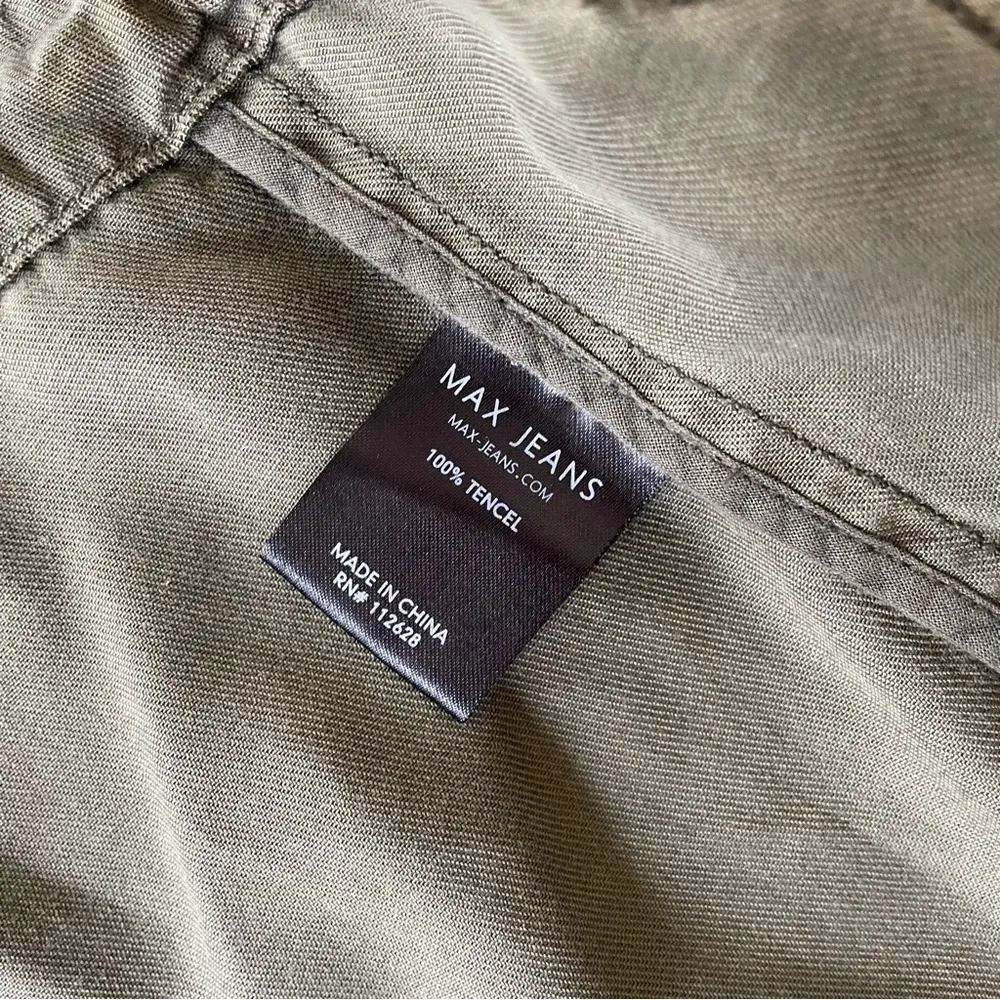 MAX JEANS
MAX-JEANS.COM
100% TENCEL
MADE IN CHINA
RN# 112628